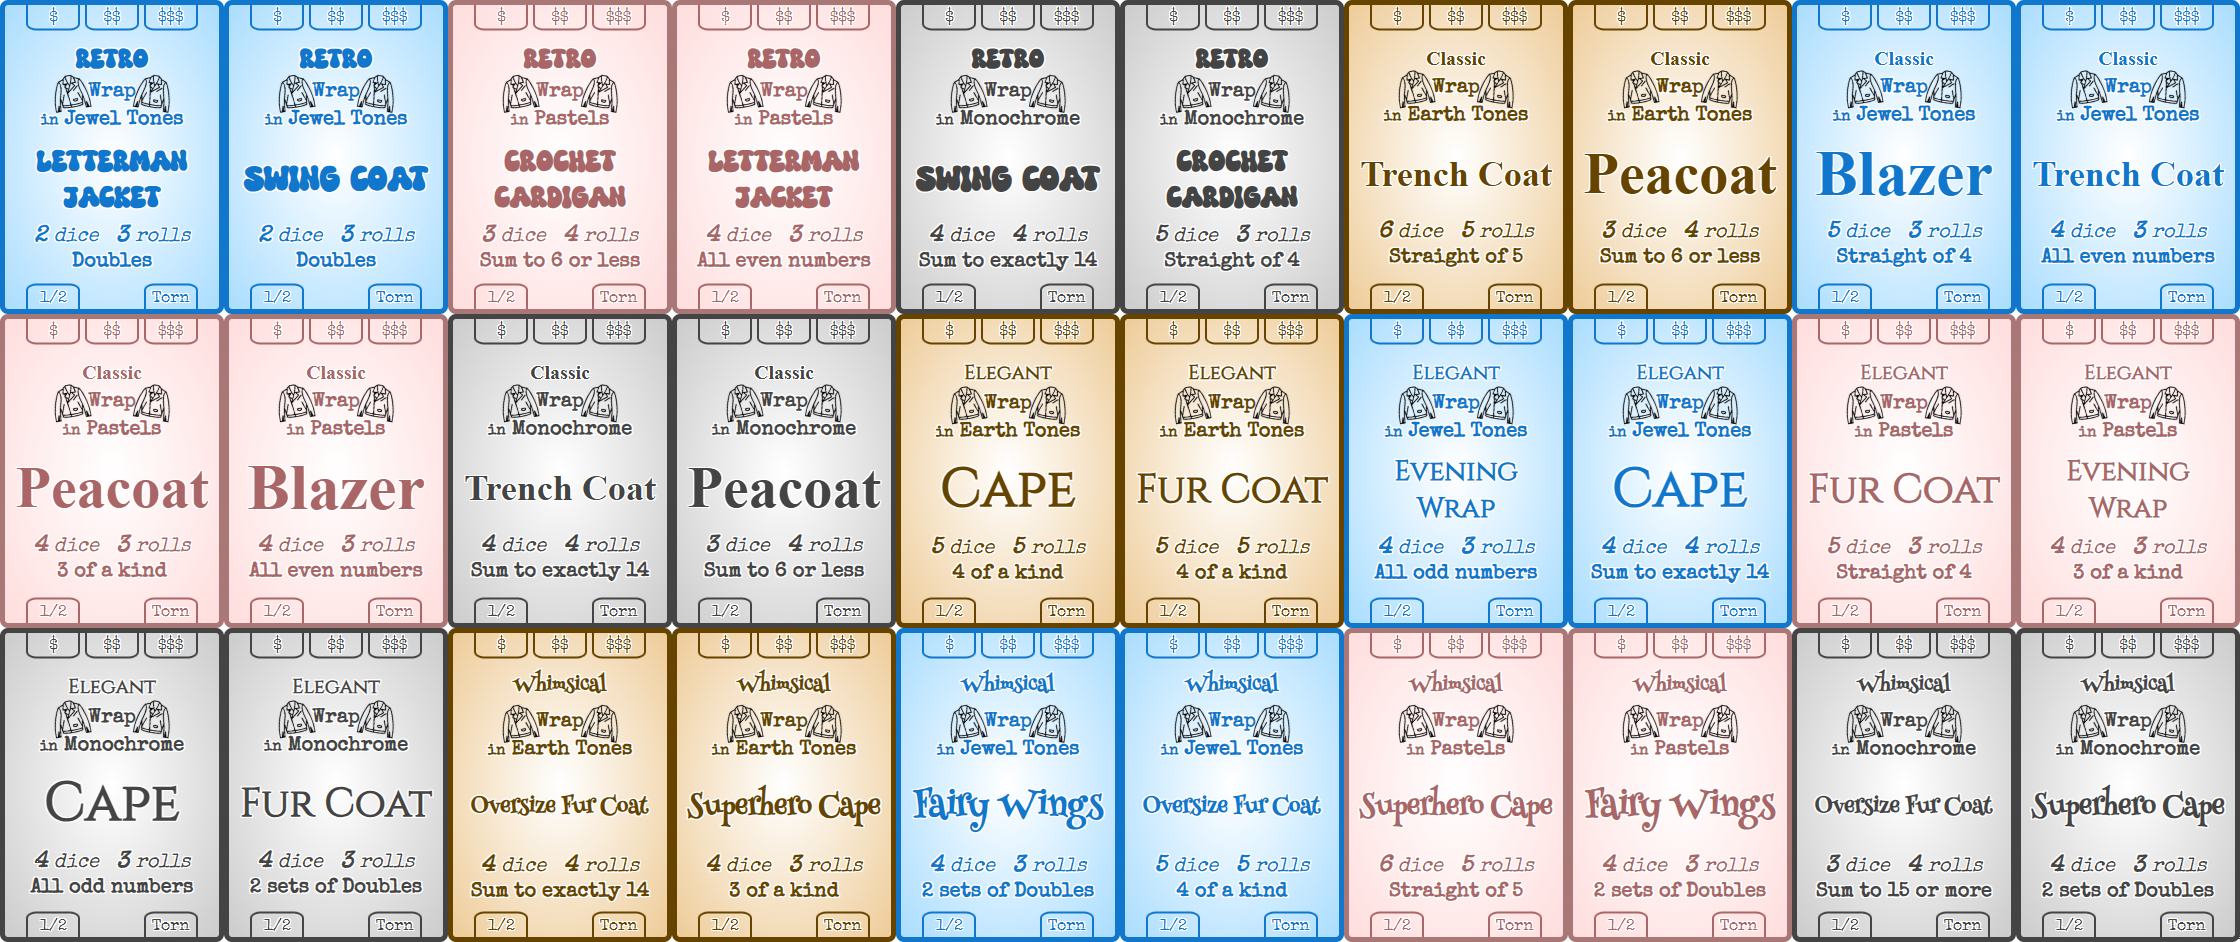 $ $$ $$$
RETRO
Wrap
in Jewel Tones
LETTERMAN
JACKET
2 dice 3 rolls
Doubles
1/2 Torn
$ $$ $$$
RETRO
Wrap
in Jewel Tones
SWING COAT
2 dice 3 rolls
Doubles
1/2 Torn
$ $$ $$$
RETRO
Wrap
in Pastels
CROCHET
CARDIGAN
3 dice 4 rolls
Sum to 6 or less
1/2 Torn
$ $$ $$$
RETRO
Wrap
in Pastels
LETTERMAN
JACKET
4 dice 3 rolls
All even numbers
1/2 Torn
$ $$ $$$
RETRO
Wrap
in Monochrome
SWING COAT
4 dice 4 rolls
Sum to exactly 14
1/2 Torn
$ $$ $$$
RETRO
Wrap
in Monochrome
CROCHET
CARDIGAN
5 dice 3 rolls
Straight of 4
1/2 Torn
$ $$ $$$
Classic
Wrap
in Earth Tones
Trench Coat
6 dice 5 rolls
Straight of 5
1/2 Torn
$ $$ $$$
Classic
Wrap
in Earth Tones
Peacoat
3 dice 4 rolls
Sum to 6 or less
1/2 Torn
$ $$ $$$
Classic
Wrap
in Jewel Tones
Blazer
5 dice 3 rolls
Straight of 4
1/2 Torn
$ $$ $$$
Classic
Wrap
in Jewel Tones
Trench Coat
4 dice 3 rolls
All even numbers
1/2 Torn
$ $$ $$$
Classic
Wrap
in Pastels
Peacoat
4 dice 3 rolls
3 of a kind
1/2 Torn
$ $$ $$$
Classic
Wrap
in Pastels
Blazer
4 dice 3 rolls
All even numbers
1/2 Torn
$ $$ $$$
Classic
Wrap
in Monochrome
Trench Coat
4 dice 4 rolls
Sum to exactly 14
1/2 Torn
$ $$ $$$
Classic
Wrap
in Monochrome
Peacoat
3 dice 4 rolls
Sum to 6 or less
1/2 Torn
$ $$ $$$
ELEGANT
Wrap
in Earth Tones
CAPE
5 dice 5 rolls
4 of a kind
1/2 Torn
$ $$ $$$
ELEGANT
Wrap
in Earth Tones
FUR COAT
5 dice 5 rolls
4 of a kind
1/2 Torn
$ $$ $$$
ELEGANT
Wrap
in Jewel Tones
EVENING
WRAP
4 dice 3 rolls
All odd numbers
1/2 Torn
$ $$ $$$
ELEGANT
Wrap
in Jewel Tones
CAPE
4 dice 4 rolls
Sum to exactly 14
1/2 Torn
$ $$ $$$
ELEGANT
Wrap
in Pastels
FUR COAT
5 dice 3 rolls
Straight of 4
1/2 Torn
$ $$ $$$
ELEGANT
Wrap
in Pastels
EVENING
WRAP
4 dice 3 rolls
3 of a kind
1/2 Torn
$ $$ $$$
ELEGANT
Wrap
in Monochrome
CAPE
4 dice 3 rolls
All odd numbers
1/2 Torn
$ $$ $$$
ELEGANT
Wrap
in Monochrome
FUR COAT
4 dice 3 rolls
2 sets of Doubles
1/2 Torn
$ $$ $$$
Whimsical
Wrap
in Earth Tones
Oversize Fur Coat
4 dice 4 rolls
Sum to exactly 14
1/2 Torn
$ $$ $$$
Whimsical
Wrap
in Earth Tones
Superhero Cape
4 dice 3 rolls
3 of a kind
1/2 Torn
$ $$ $$$
Whimsical
Wrap
in Jewel Tones
Fairy Wings
4 dice 3 rolls
2 sets of Doubles
1/2 Torn
$ $$ $$$
Whimsical
Wrap
in Jewel Tones
Oversize Fur Coat
5 dice 5 rolls
4 of a kind
1/2 Torn
$ $$ $$$
Whimsical
Wrap
in Pastels
Superhero Cape
6 dice 5 rolls
Straight of 5
1/2 Torn
$ $$ $$$
Whimsical
Wrap
in Pastels
Fairy Wings
4 dice 3 rolls
2 sets of Doubles
1/2 Torn
$ $$ $$$
Whimsical
Wrap
in Monochrome
Oversize Fur Coat
3 dice 4 rolls
Sum to 15 or more
1/2 Torn
$ $$ $$$
Whimsical
Wrap
in Monochrome
Superhero Cape
4 dice 3 rolls
2 sets of Doubles
1/2 Torn